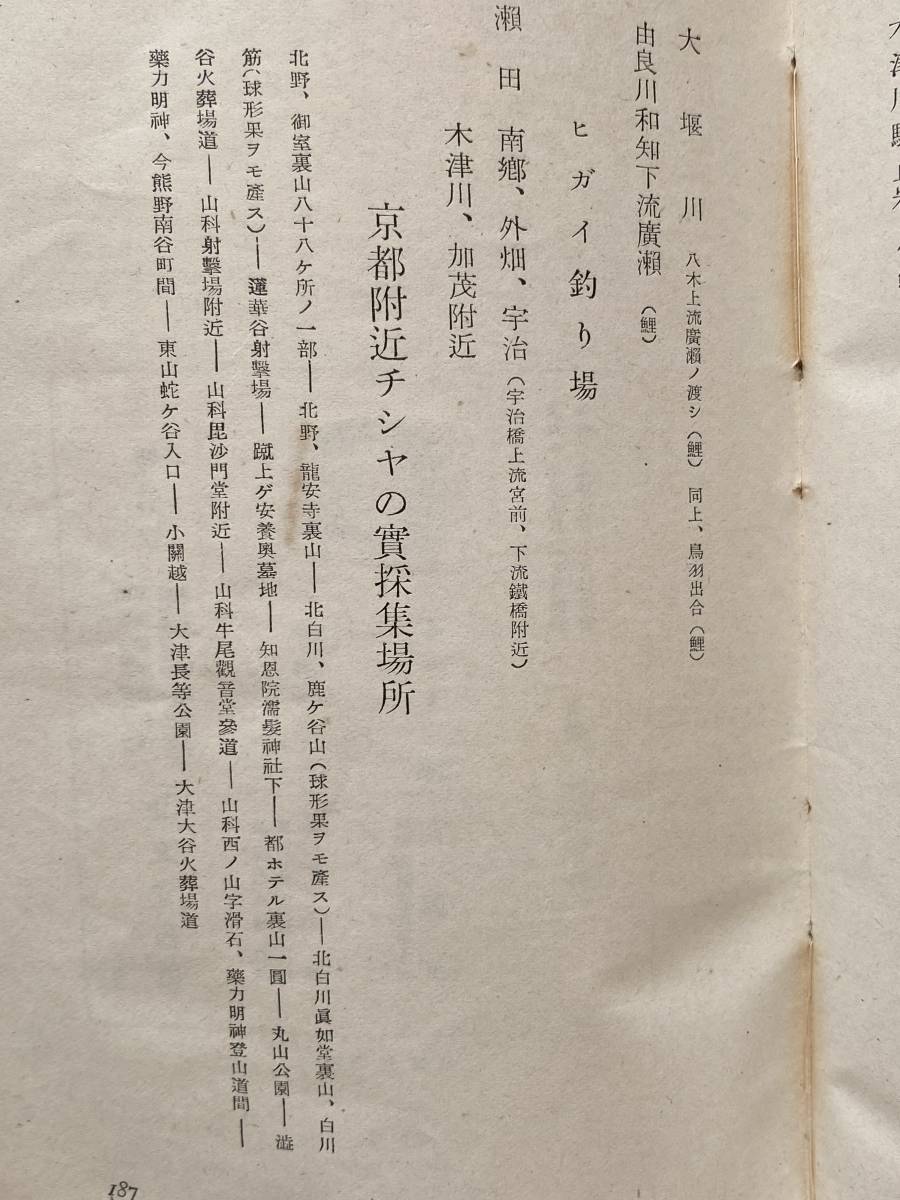 大堰川 八木上流廣瀨ノ渡シ(鯉) 同上、鳥羽出合(鯉)
由良川和知下流廣瀨(鯉)
ヒガイ釣り場
瀨田 南鄕、外畑、宇治(宇治橋上流宮前、下流鐵橋附近)
木津川、加茂附近
京都附近チシヤの實採集場所
北野、御室裏山八十八ケ所ノ一部——北野、龍安寺裏山——北白川、鹿ケ谷山(球形果ヲモ產ス)——北白川眞如堂裏山、白川
筋(球形果ヲモ產ス)——蓮華谷射擊場——蹴上ゲ安養奧墓地——知恩院濡髮神社下——都ホテル裏山一圓——丸山公園——澁
谷火葬場道——山科射擊場附近——山科毘沙門堂附近——山科牛尾觀音堂參道——山科西ノ山字滑石、藥力明神登山道間——
藥力明神、今熊野南谷町間——東山蛇ケ谷入口——小關越——大津長等公園——大津大谷火葬場道
187